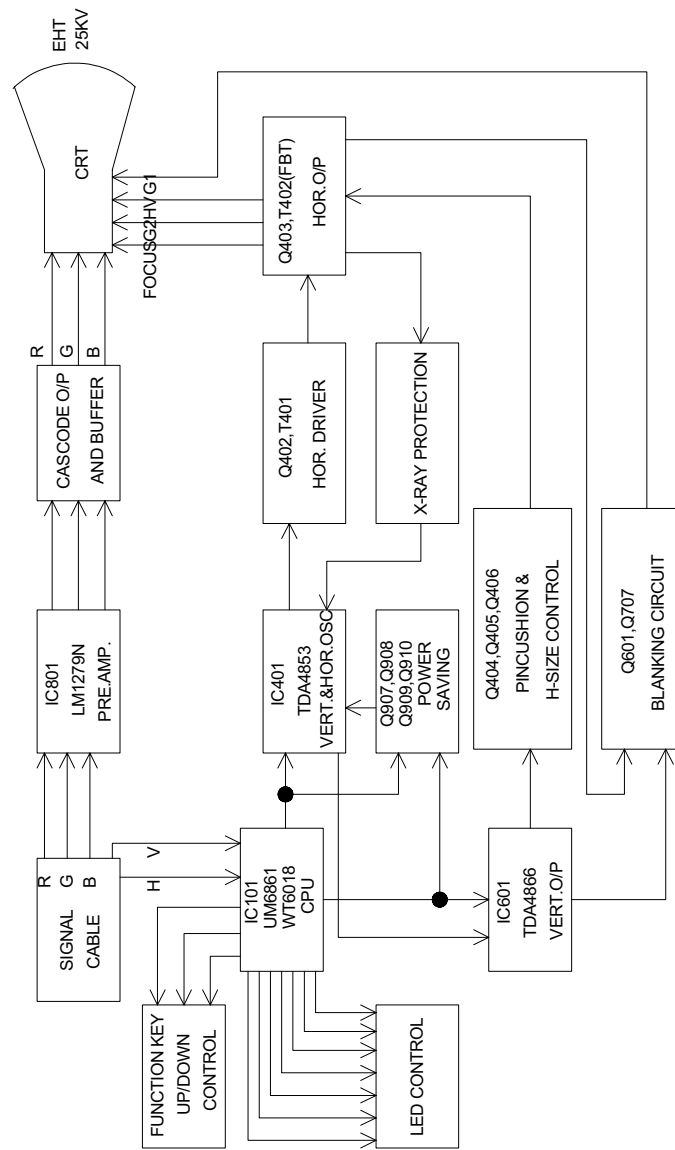 SIGNAL
CABLE
R
G
B
IC801
LM1279N
PRE.AMP.
CASCODE O/P
AND BUFFER
R
G
B
CRT
EHT
25KV
FOCUS
G2
HV
G1
H
V
FUNCTION KEY
UP/DOWN
CONTROL
IC101
UM6861
WT6018
CPU
IC401
TDA4853
VERT.&HOR.OSC
Q402,T401
HOR. DRIVER
Q403,T402(FBT)
HOR.O/P
LED CONTROL
Q907,Q908
Q909,Q910
POWER
SAVING
X-RAY PROTECTION
IC601
TDA4866
VERT.O/P
Q404,Q405,Q406
PINCUSHION &
H-SIZE CONTROL
Q601,Q707
BLANKING CIRCUIT